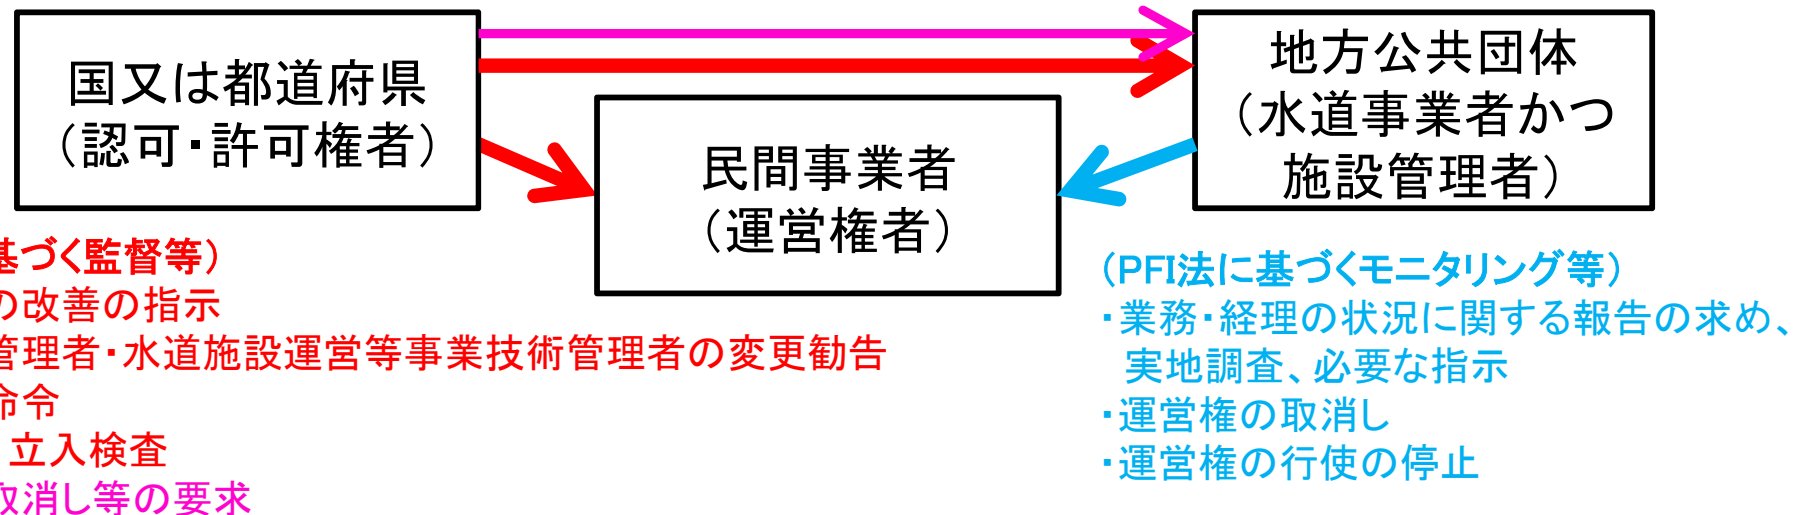 国又は都道府県
（認可・許可権者）
民間事業者
（運営権者）
地方公共団体
（水道事業者かつ
施設管理者）
基づく監督等）
の改善の指示
管理者・水道施設運営等事業技術管理者の変更勧告
命令
立入検査
取消し等の要求
（PFI法に基づくモニタリング等）
・業務・経理の状況に関する報告の求め、
実地調査、必要な指示
・運営権の取消し
・運営権の行使の停止